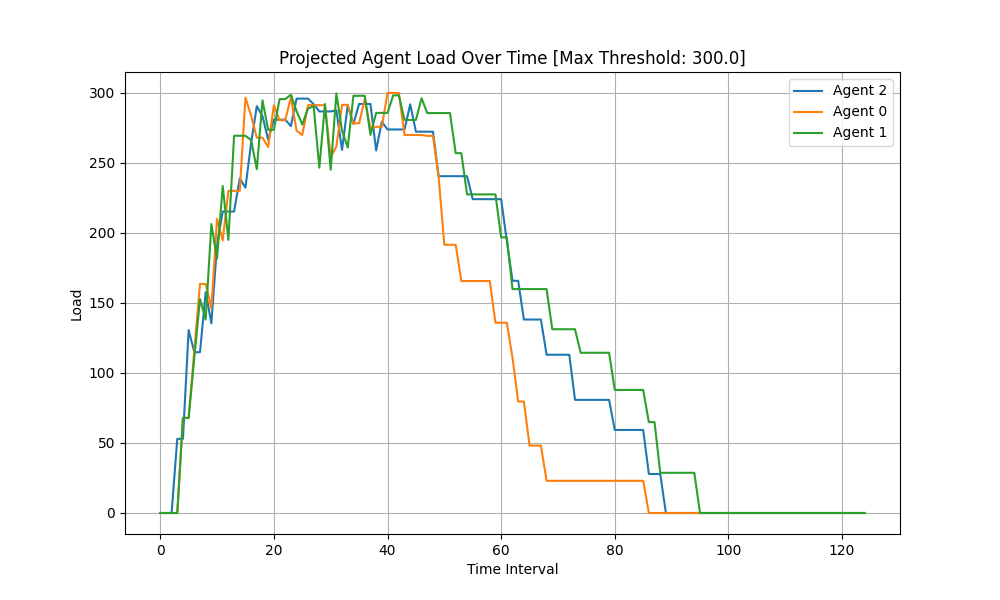 Projected Agent Load Over Time [Max Threshold: 300.0]
Agent 2
Agent 0
Agent 1
300
250
200
150
100
50
0
Load
0 20 40 60 80 100 120
Time Interval